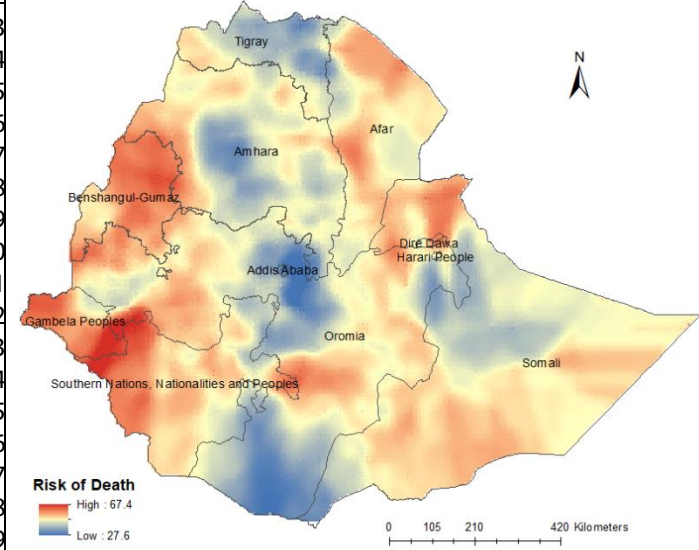 Tigray
N
Afar
Amhara
Benshangul-Gumaz
Dire Dawa
Harari People
Addis Ababa
Gambela Peoples
Oromia
Somali
Southern Nations, Nationalities and Peoples
Risk of Death
High : 67.4
Low : 27.6
0 105 210 420 Kilometers